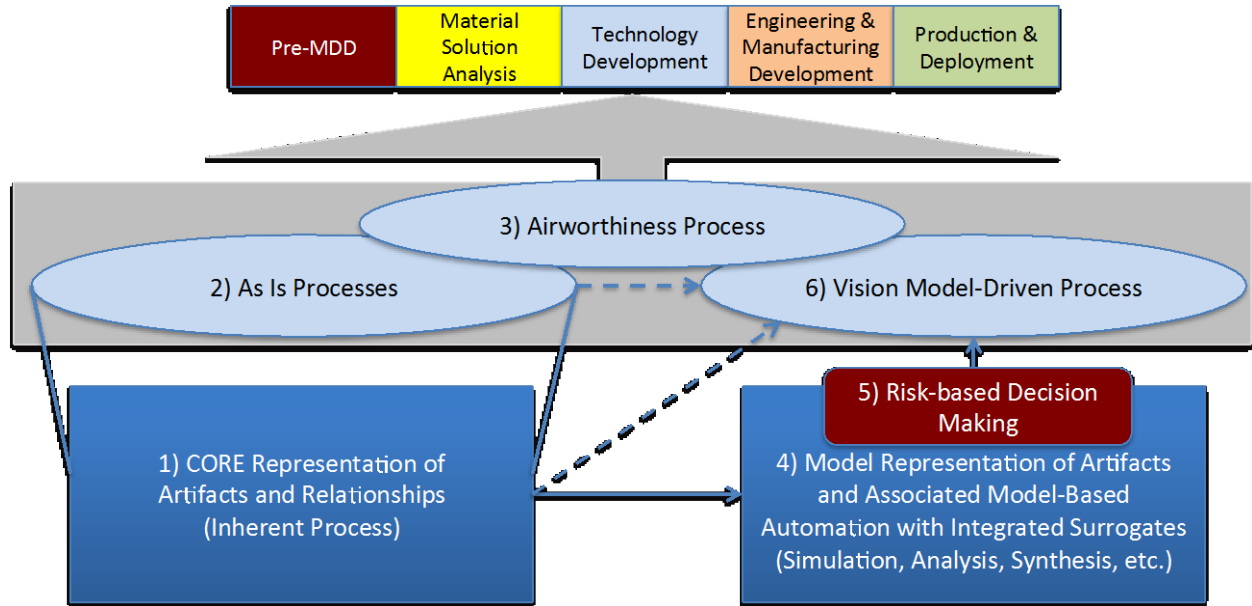 Pre-MDD
Material
Solution
Analysis
Technology
Development
Engineering &
Manufacturing
Development
Production &
Deployment
3) Airworthiness Process
2) As Is Processes
6) Vision Model-Driven Process
5) Risk-based Decision
Making
1) CORE Representation of
Artifacts and Relationships
(Inherent Process)
4) Model Representation of Artifacts
and Associated Model-Based
Automation with Integrated Surrogates
(Simulation, Analysis, Synthesis, etc.)